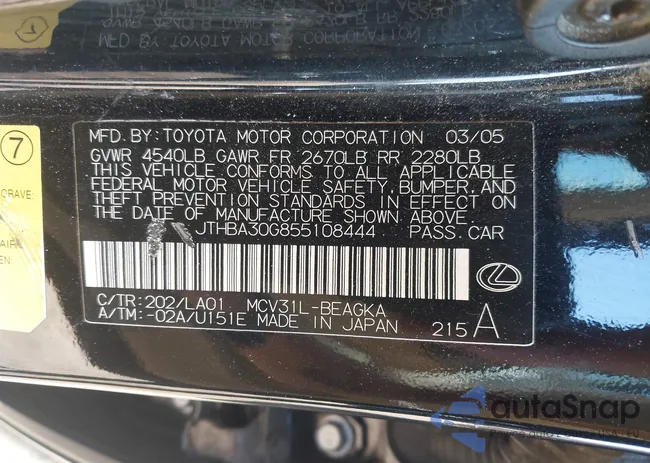 MFD. BY: TOYOTA MOTOR CORPORATION 03/05
GVWR 4540LB GAWR FR 2670LB RR 2280LB
THIS VEHICLE CONFORMS TO ALL APPLICABLE
FEDERAL MOTOR VEHICLE SAFETY, BUMPER, AND
THEFT PREVENTION STANDARDS IN EFFECT ON
THE DATE OF MANUFACTURE SHOWN ABOVE.
JTHBA30G855108444 PASS. CAR
C/TR: 202/LA01 MCV31L-BEAGKA
A/TM: -02A/U151E MADE IN JAPAN 215 A
7
autaSnap